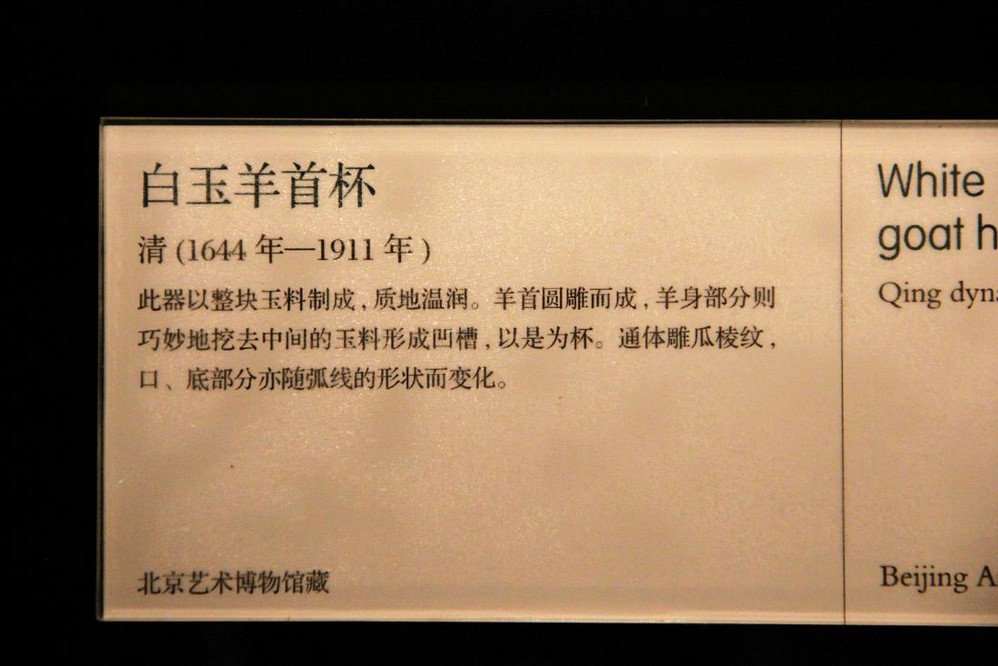 白玉羊首杯
清 (1644 年—1911 年 )
此器以整块玉料制成，质地温润。羊首圆雕而成，羊身部分则
巧妙地挖去中间的玉料形成凹槽，以是为杯。通体雕瓜棱纹，
口、底部分亦随弧线的形状而变化。
北京艺术博物馆藏
White
goat h
Qing dyna
Beijing A